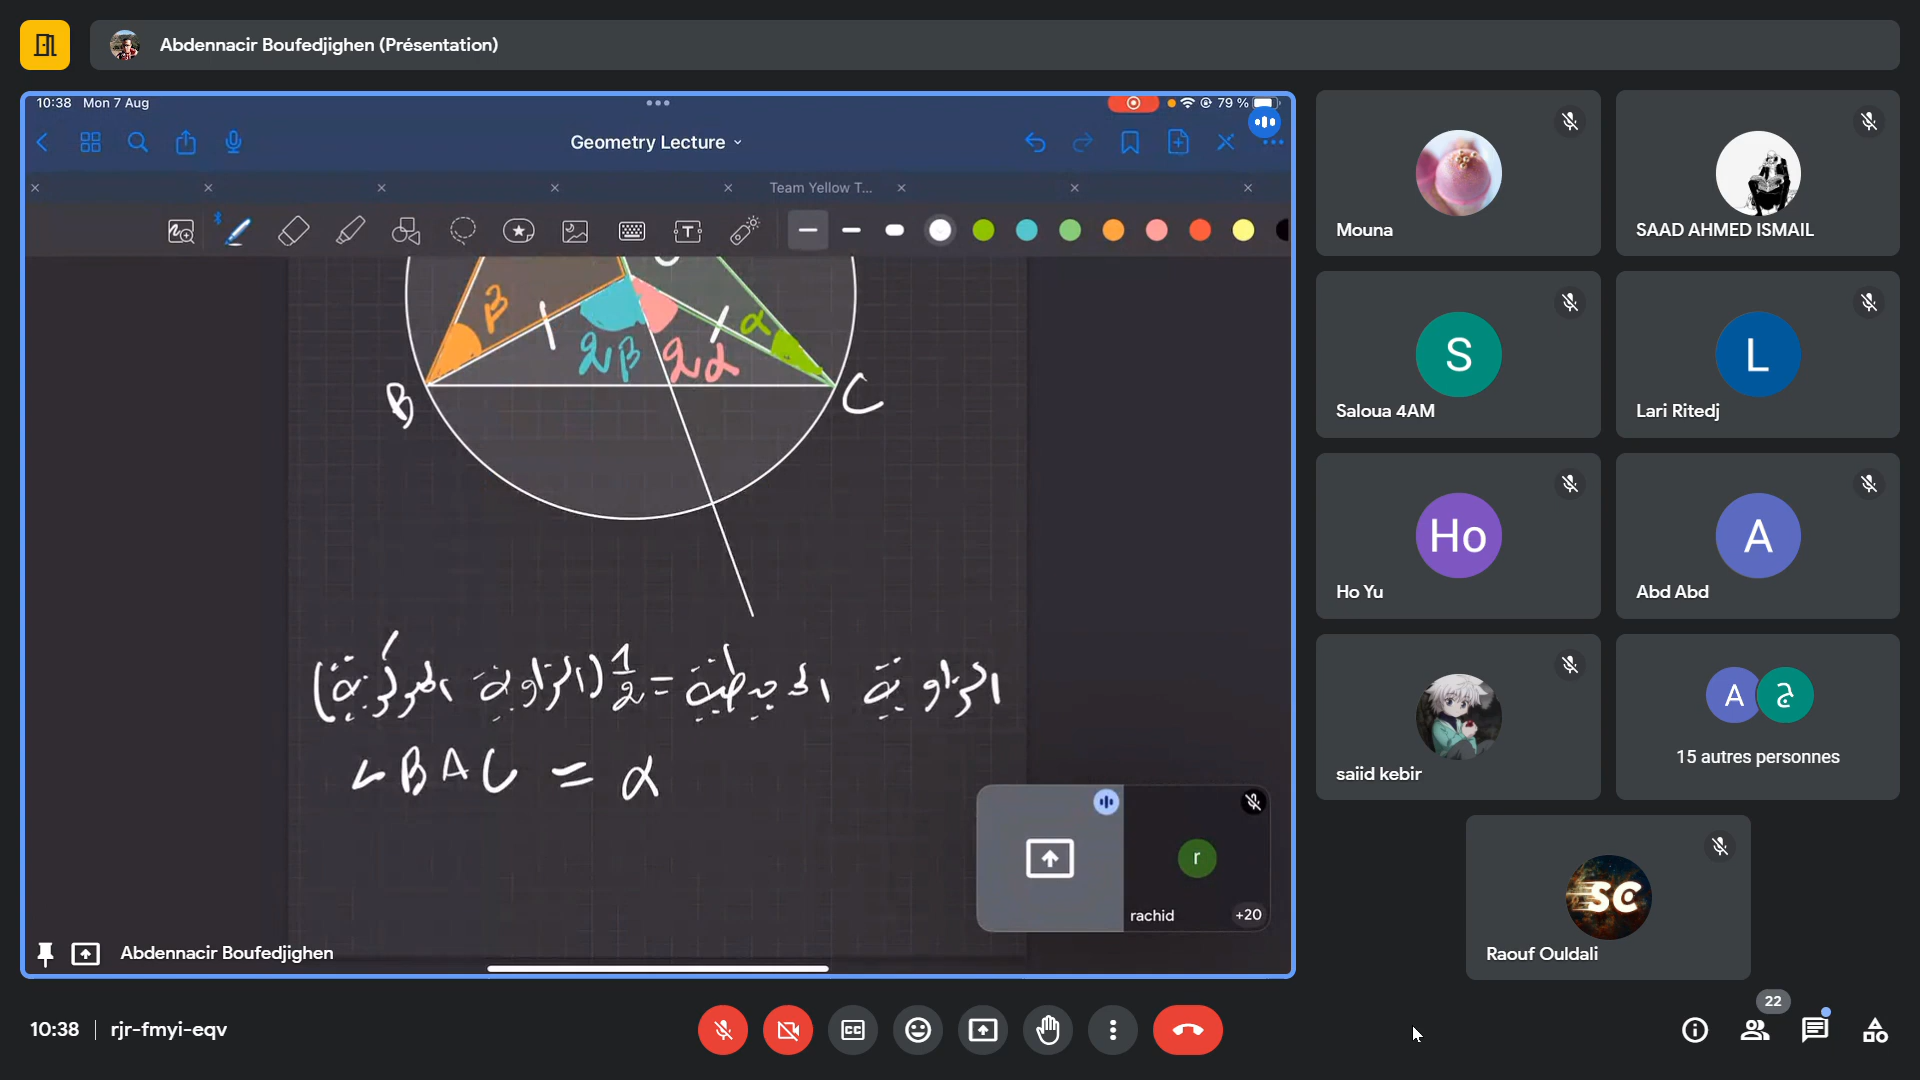 Abdennacir Boufedjighen (Présentation)
10:38 Mon 7 Aug
79 %
Geometry Lecture
Team Yellow T...
β
α
2β
2α
B
C
الزاوية المحيطية = 1/2 (الزاوية المركزية)
∠BAC = α
rachid
+20
Abdennacir Boufedjighen
Mouna
SAAD AHMED ISMAIL
S
Saloua 4AM
L
Lari Ritedj
Ho
Ho Yu
A
Abd Abd
saiid kebir
A
15 autres personnes
SC
Raouf Ouldali
r
10:38 | rjr-fmyi-eqv
CC
22